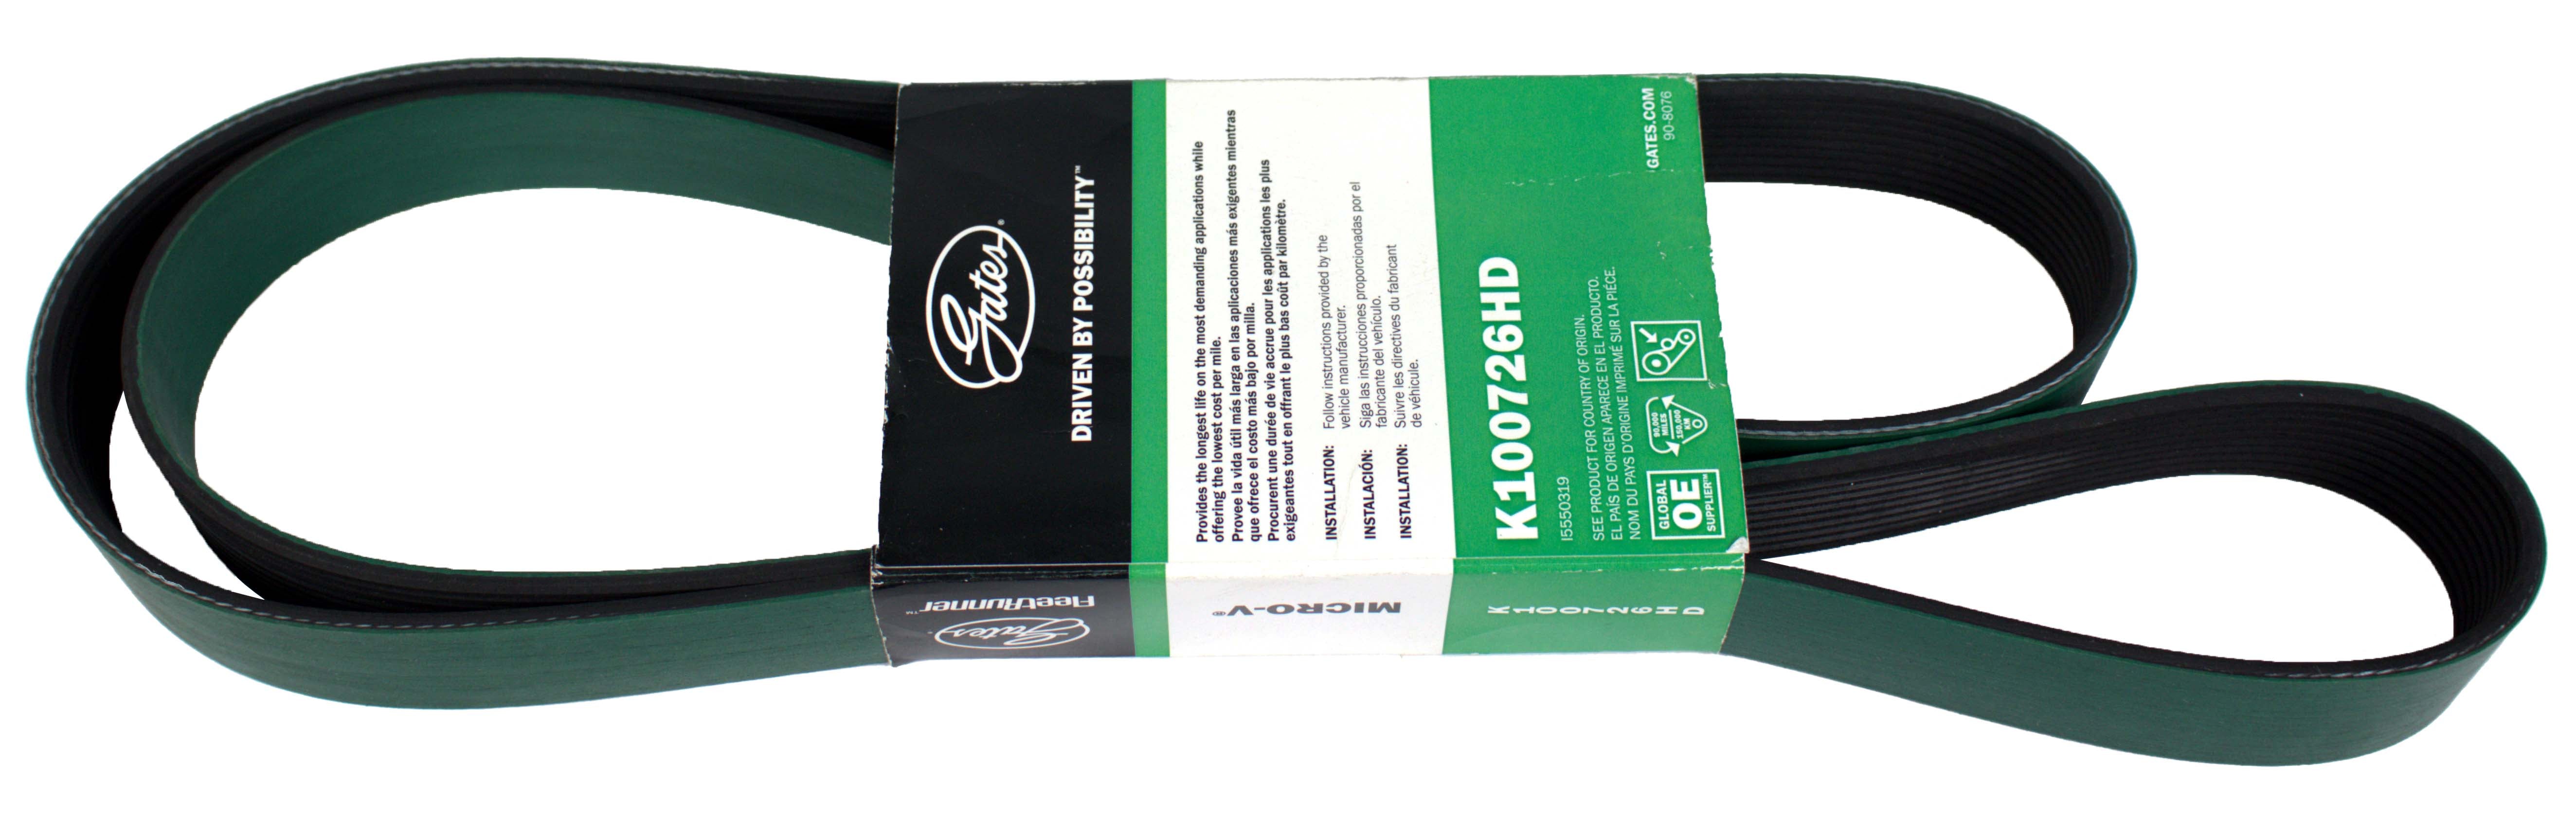 Gates®
DRIVEN BY POSSIBILITY™
Provides the longest life on the most demanding applications while
offering the lowest cost per mile.
Provee la vida útil más larga en las aplicaciones más exigentes mientras
que ofrece el costo más bajo por milla.
Procurent une durée de vie accrue pour les applications les plus
exigeantes tout en offrant le plus bas coût par kilomètre.
INSTALLATION: Follow instructions provided by the
vehicle manufacturer.
INSTALACIÓN: Siga las instrucciones proporcionadas por el
fabricante del vehículo.
INSTALLATION: Suivre les directives du fabricant
de véhicule.
K100726HD
I5550319
SEE PRODUCT FOR COUNTRY OF ORIGIN.
EL PAÍS DE ORIGEN APARECE EN EL PRODUCTO.
NOM DU PAYS D'ORIGINE IMPRIMÉ SUR LA PIÈCE.
GLOBAL
OE
SUPPLIER™
90,000
MILES
150,000
KM
GATES.COM
90-8076
FleetRunner™
Gates
MICRO-V®
K100726HD